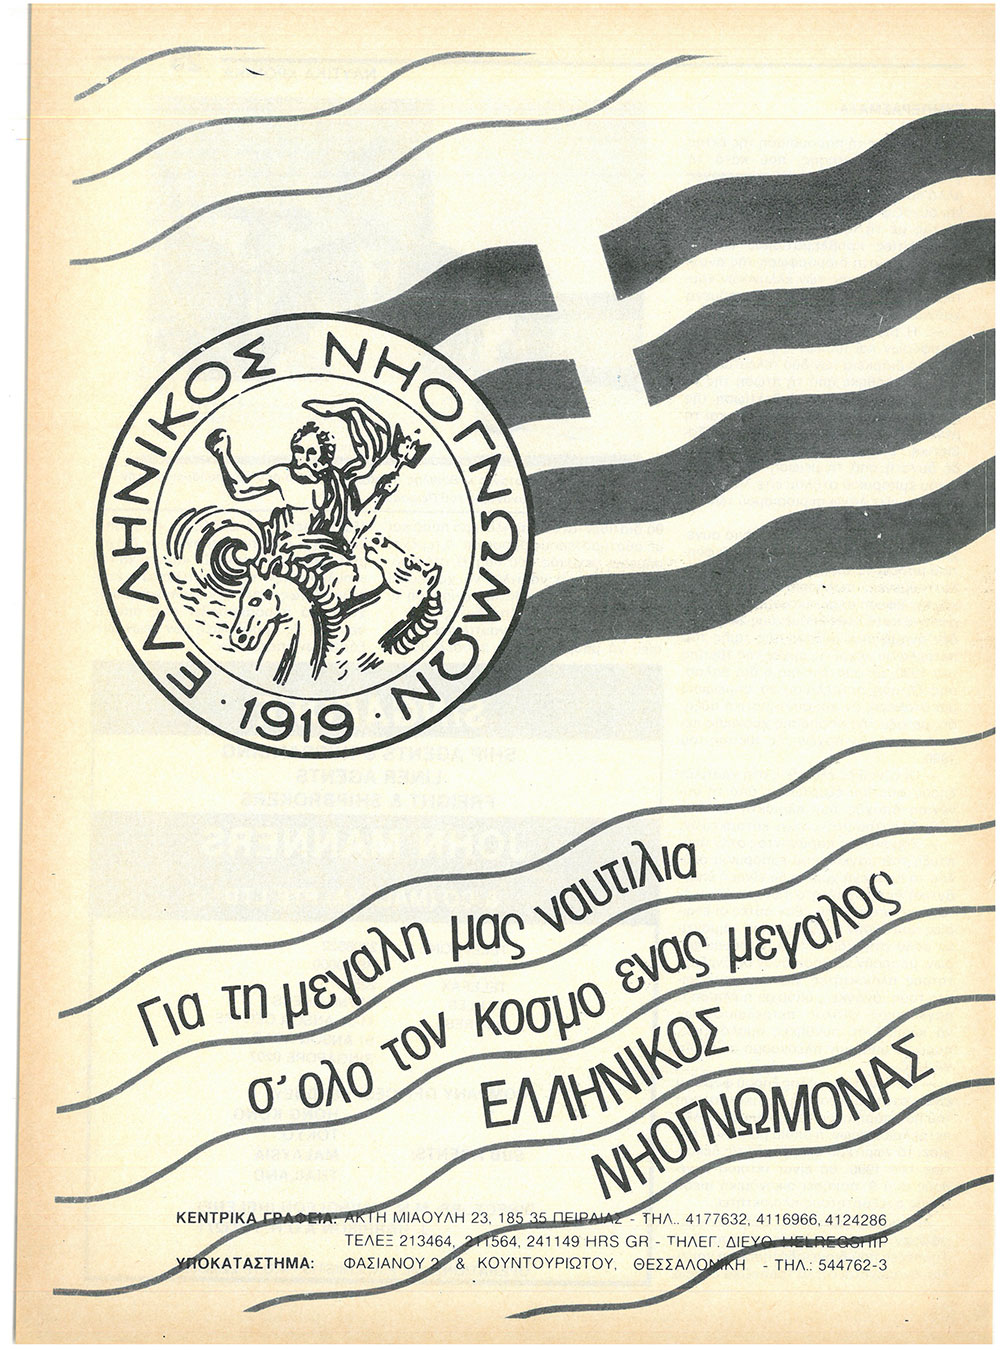 ΕΛΛΗΝΙΚΟΣ ΝΗΟΓΝΩΜΩΝ
· 1919 ·
Για τη μεγαλη μας ναυτιλια
σ' ολο τον κοσμο ενας μεγαλος
ΕΛΛΗΝΙΚΟΣ
ΝΗΟΓΝΩΜΟΝΑΣ
ΚΕΝΤΡΙΚΑ ΓΡΑΦΕΙΑ: ΑΚΤΗ ΜΙΑΟΥΛΗ 23, 185 35 ΠΕΙΡΑΙΑΣ - ΤΗΛ.. 4177632, 4116966, 4124286
ΤΕΛΕΞ 213464, 211564, 241149 HRS GR - ΤΗΛΕΓ. ΔΙΕΥΘ. HELREGSHIP
ΥΠΟΚΑΤΑΣΤΗΜΑ: ΦΑΣΙΑΝΟΥ 2 & ΚΟΥΝΤΟΥΡΙΩΤΟΥ, ΘΕΣΣΑΛΟΝΙΚΗ - ΤΗΛ.: 544762-3